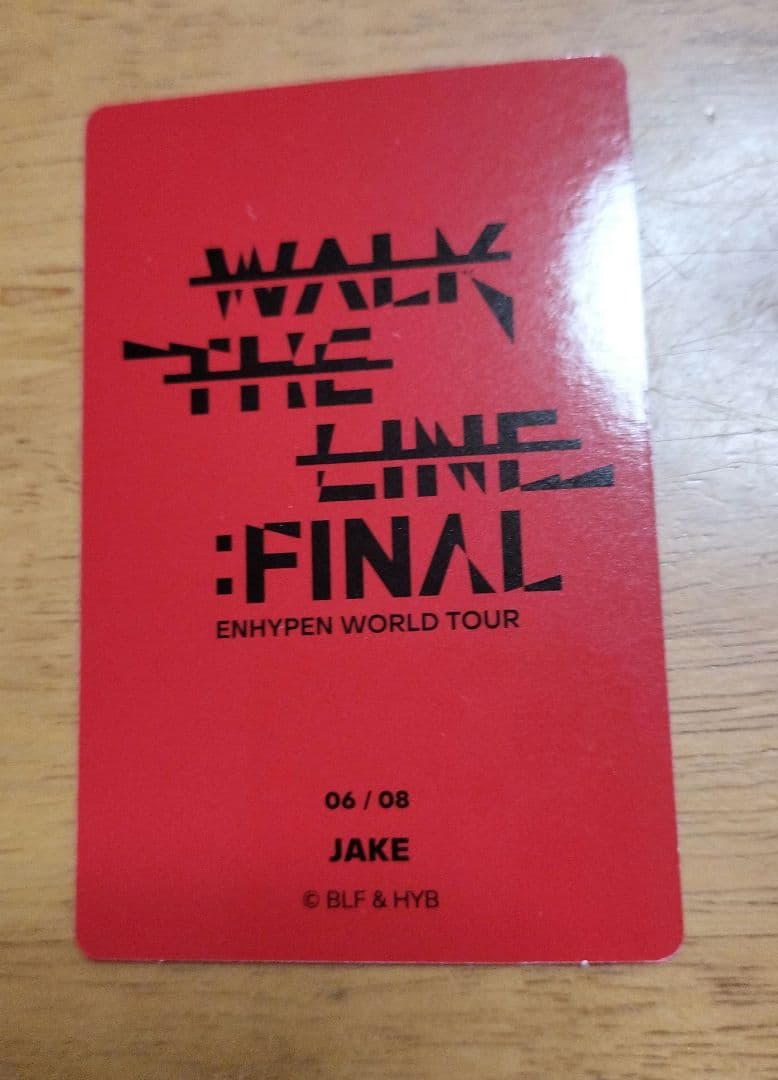 WALK
THE
LINE
:FINAL
ENHYPEN WORLD TOUR
06 / 08
JAKE
© BLF & HYB